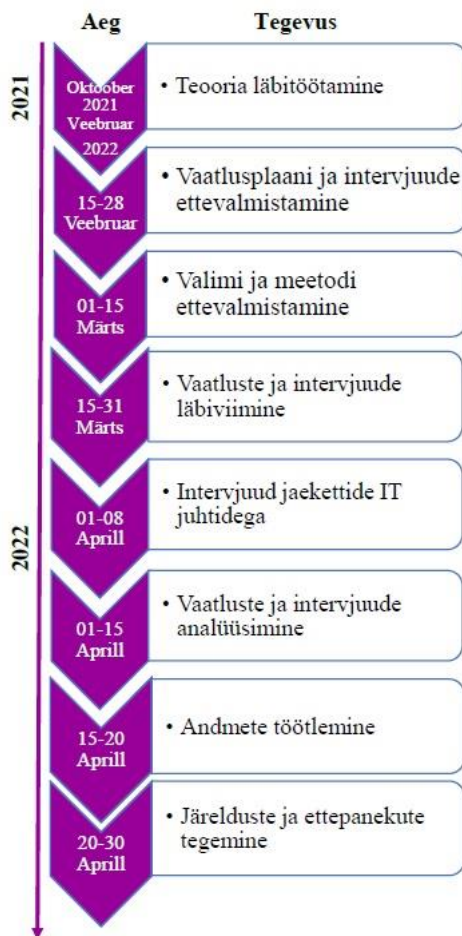 Aeg
Tegevus
2021
Oktoober
2021
Veebruar
2022
• Teooria läbitöötamine
15-28
Veebruar
• Vaatlusplaani ja intervjuude
ettevalmistamine
01-15
Märts
• Valimi ja meetodi
ettevalmistamine
15-31
Märts
• Vaatluste ja intervjuude
läbiviimine
2022
01-08
Aprill
• Intervjuud jaekettide IT
juhtidega
01-15
Aprill
• Vaatluste ja intervjuude
analüüsimine
15-20
Aprill
• Andmete töötlemine
20-30
Aprill
• Järelduste ja ettepanekute
tegemine